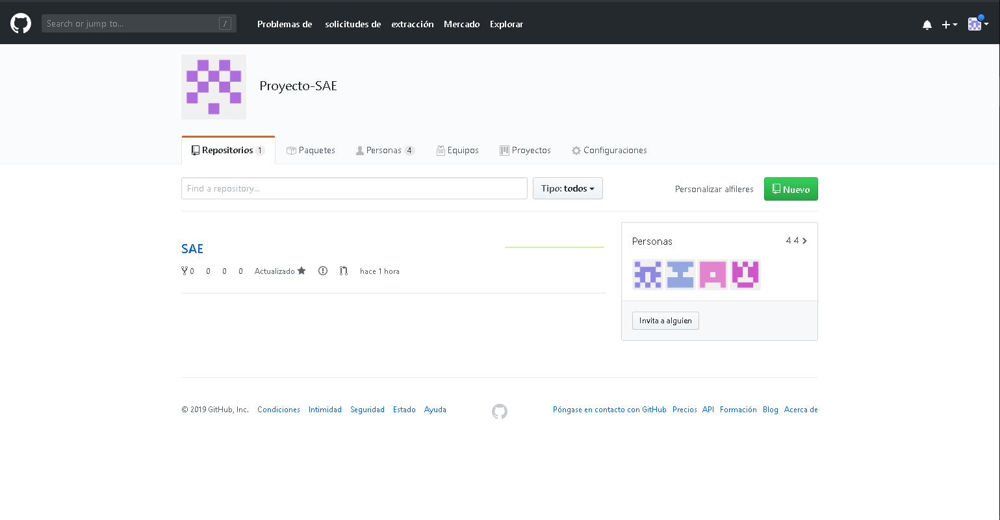 Search or jump to... / Problemas de solicitudes de extracción Mercado Explorar
Proyecto-SAE
Repositorios 1 Paquetes Personas 4 Equipos Proyectos Configuraciones
Find a repository... Tipo: todos Personalizar alfileres Nuevo
SAE
0 0 0 0 Actualizado hace 1 hora
Personas 4 4
Invita a alguien
© 2019 GitHub, Inc. Condiciones Intimidad Seguridad Estado Ayuda Póngase en contacto con GitHub Precios API Formación Blog Acerca de